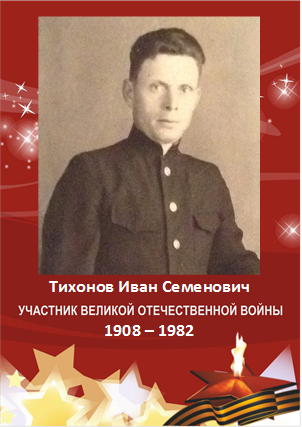 Тихонов Иван Семенович
УЧАСТНИК ВЕЛИКОЙ ОТЕЧЕСТВЕННОЙ ВОЙНЫ
1908 – 1982